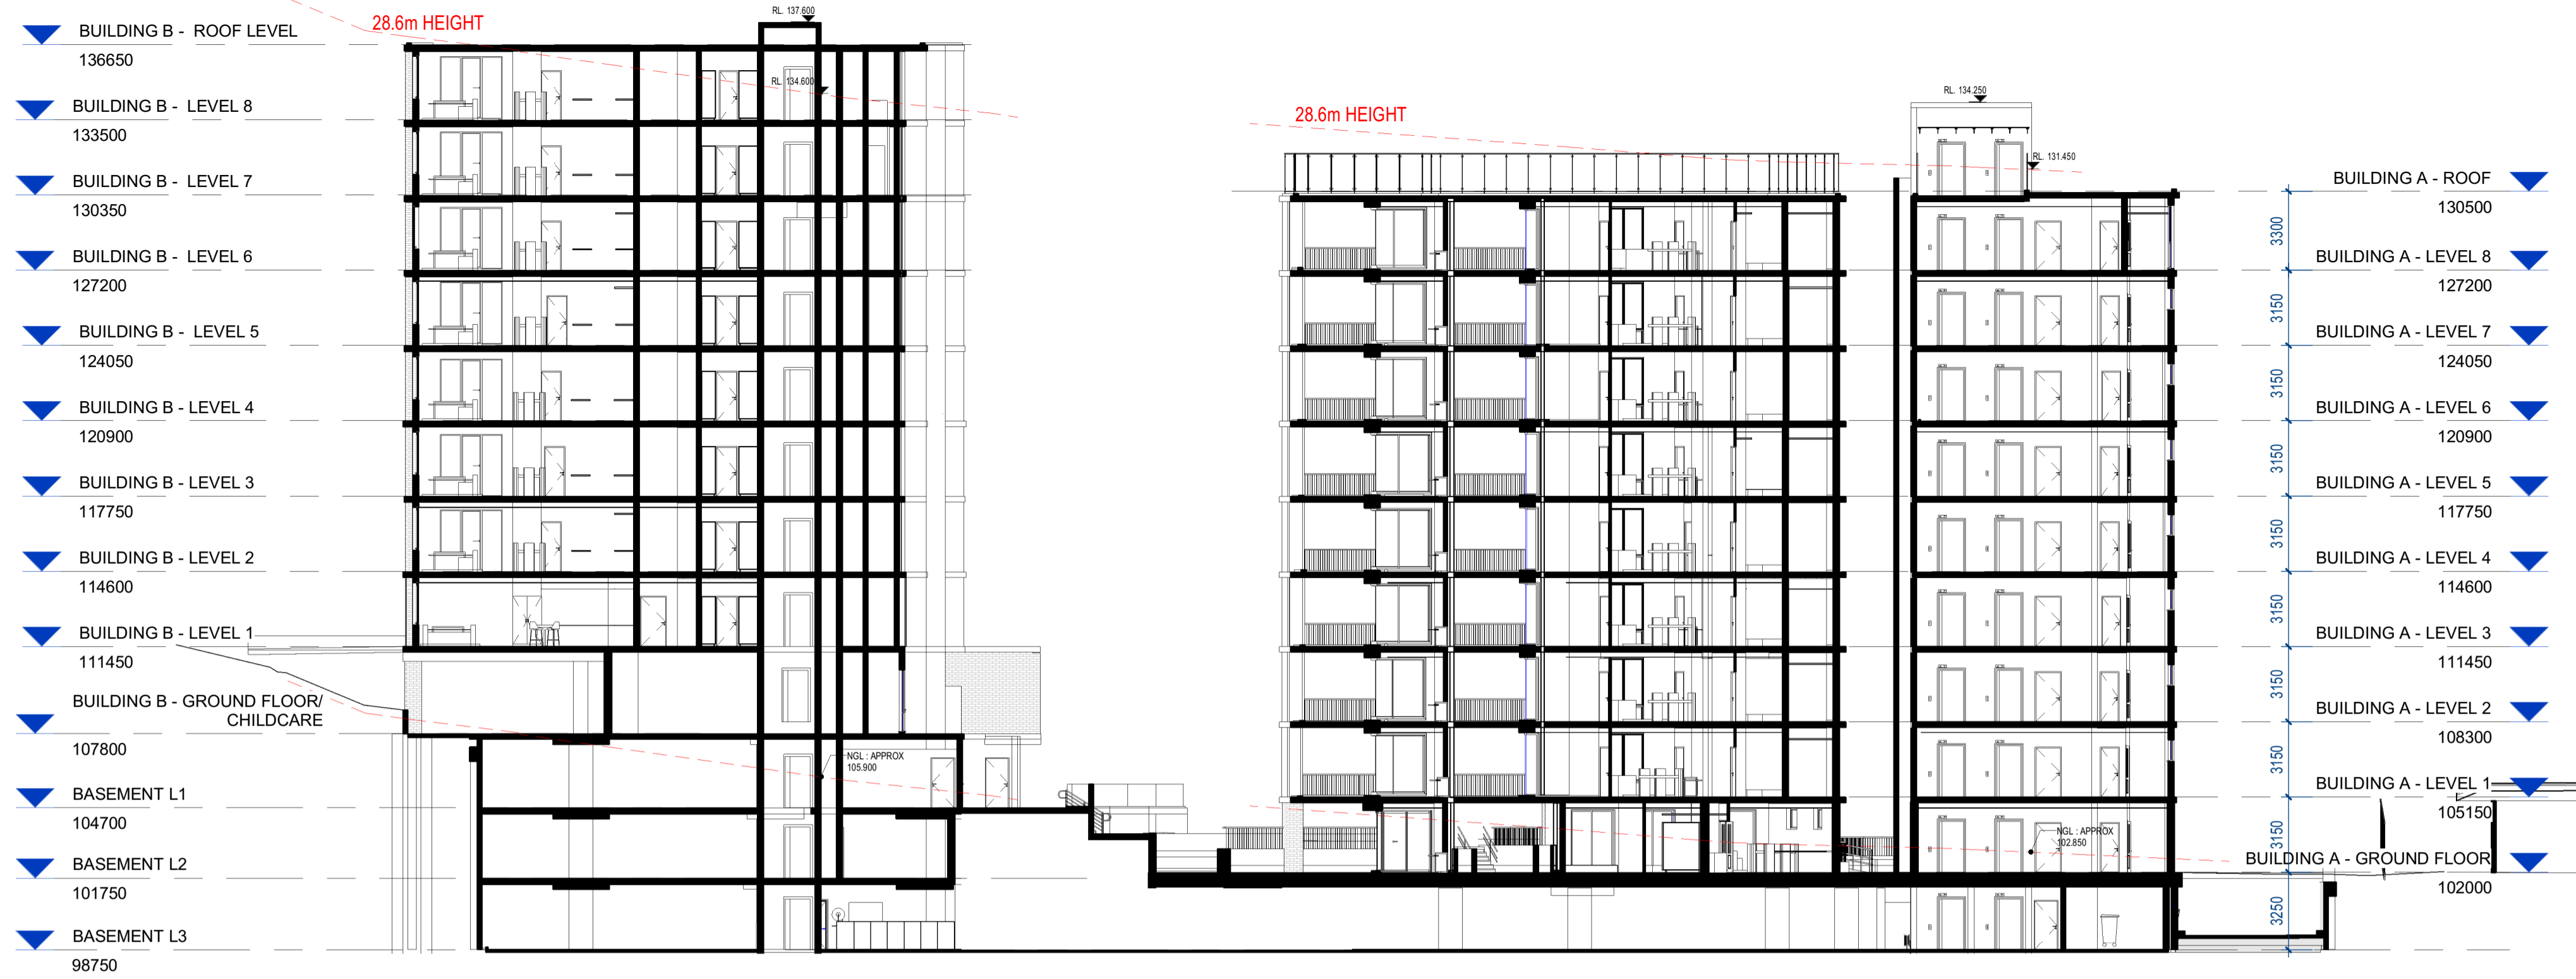 RL. 137.600
28.6m HEIGHT
BUILDING B - ROOF LEVEL
136650
RL. 134.600
BUILDING B - LEVEL 8
133500
BUILDING B - LEVEL 7
130350
BUILDING B - LEVEL 6
127200
BUILDING B - LEVEL 5
124050
BUILDING B - LEVEL 4
120900
BUILDING B - LEVEL 3
117750
BUILDING B - LEVEL 2
114600
BUILDING B - LEVEL 1
111450
BUILDING B - GROUND FLOOR/
CHILDCARE
107800
NGL : APPROX
105.900
BASEMENT L1
104700
BASEMENT L2
101750
BASEMENT L3
98750
28.6m HEIGHT
RL. 134.250
RL. 131.450
BUILDING A - ROOF
130500
3300
BUILDING A - LEVEL 8
127200
3150
BUILDING A - LEVEL 7
124050
3150
BUILDING A - LEVEL 6
120900
3150
BUILDING A - LEVEL 5
117750
3150
BUILDING A - LEVEL 4
114600
3150
BUILDING A - LEVEL 3
111450
3150
BUILDING A - LEVEL 2
108300
3150
BUILDING A - LEVEL 1
105150
3150
NGL : APPROX
102.850
BUILDING A - GROUND FLOOR
102000
3250